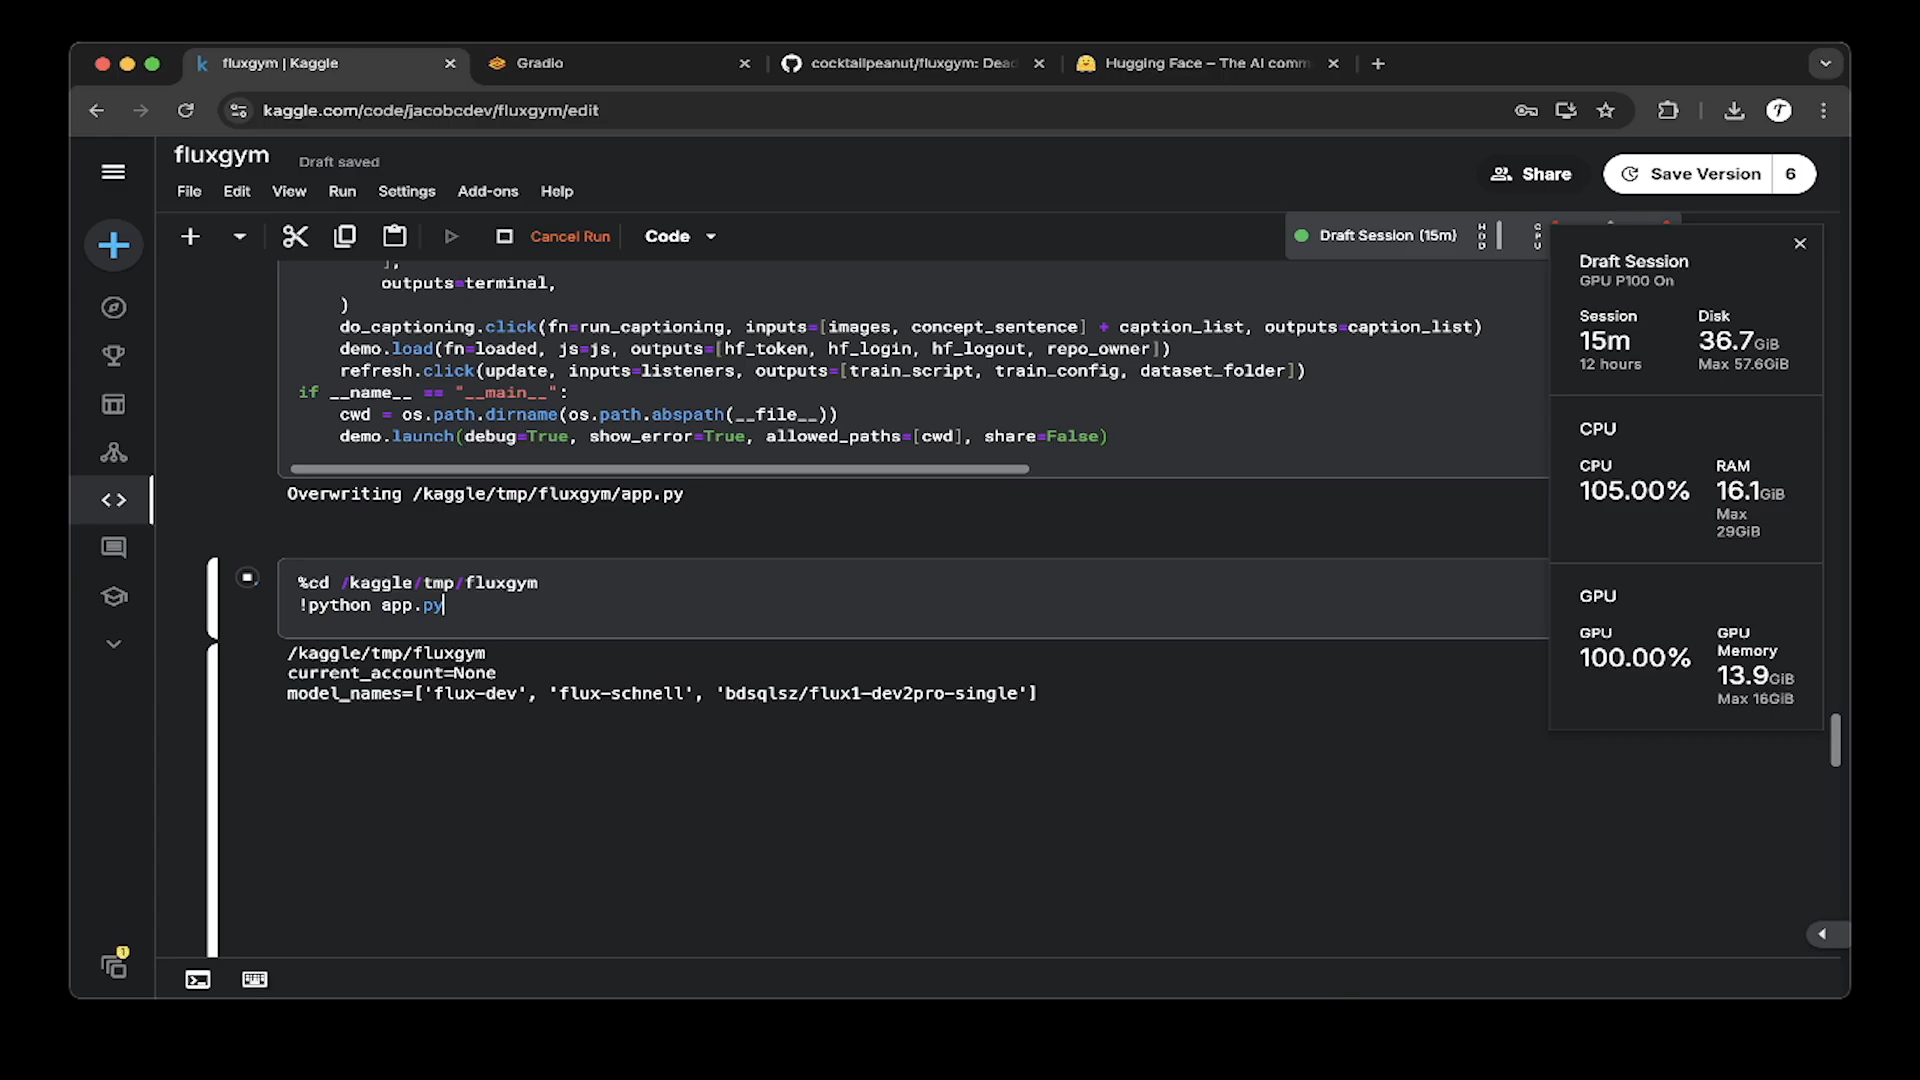 fluxgym | Kaggle
Gradio
cocktailpeanut/fluxgym: Dead
Hugging Face – The AI comm
kaggle.com/code/jacobcdev/fluxgym/edit
fluxgym
Draft saved
File Edit View Run Settings Add-ons Help
Share
Save Version 6
Cancel Run
Code
Draft Session (15m)
HDD
CPU
],
outputs=terminal,
)
do_captioning.click(fn=run_captioning, inputs=[images, concept_sentence] + caption_list, outputs=caption_list)
demo.load(fn=loaded, js=js, outputs=[hf_token, hf_login, hf_logout, repo_owner])
refresh.click(update, inputs=listeners, outputs=[train_script, train_config, dataset_folder])
if __name__ == "__main__":
cwd = os.path.dirname(os.path.abspath(__file__))
demo.launch(debug=True, show_error=True, allowed_paths=[cwd], share=False)
Overwriting /kaggle/tmp/fluxgym/app.py
%cd /kaggle/tmp/fluxgym
!python app.py
/kaggle/tmp/fluxgym
current_account=None
model_names=['flux-dev', 'flux-schnell', 'bdsqlsz/flux1-dev2pro-single']
Draft Session
GPU P100 On
Session
15m
12 hours
Disk
36.7GiB
Max 57.6GiB
CPU
CPU
105.00%
RAM
16.1GiB
Max
29GiB
GPU
GPU
100.00%
GPU
Memory
13.9GiB
Max 16GiB
1